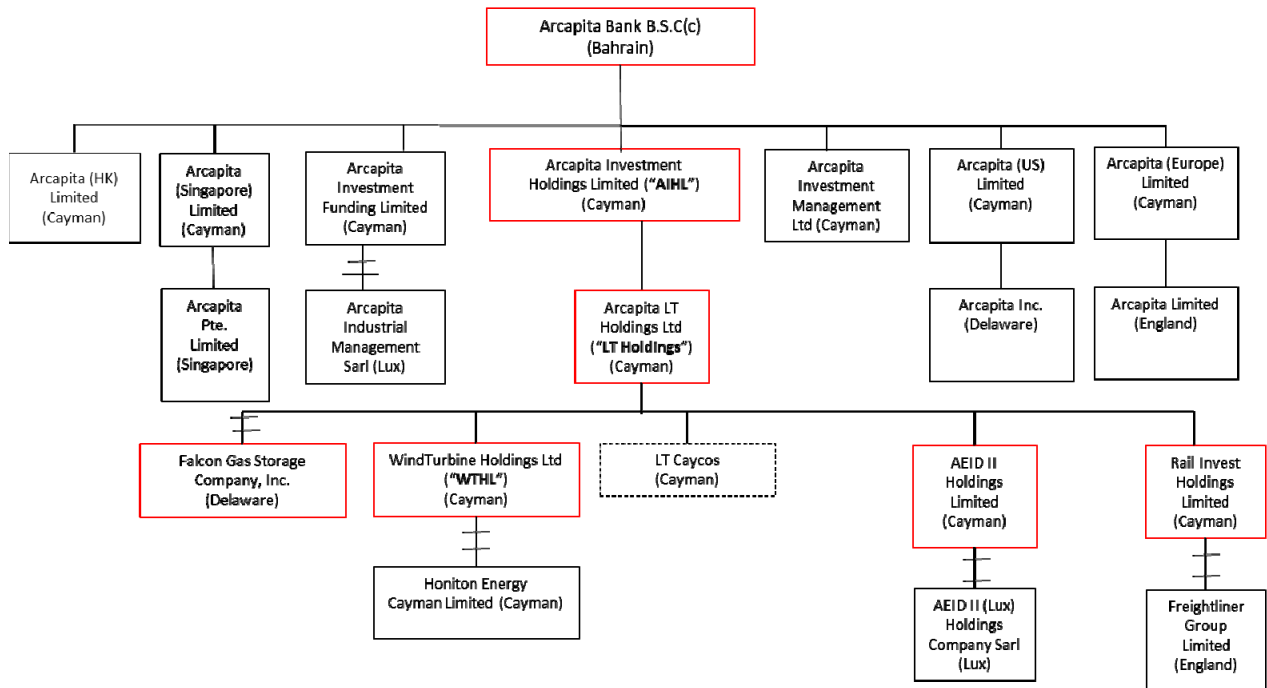 Arcapita Bank B.S.C(c)
(Bahrain)
Arcapita (HK)
Limited
(Cayman)
Arcapita
(Singapore)
Limited
(Cayman)
Arcapita
Investment
Funding Limited
(Cayman)
Arcapita Investment
Holdings Limited (“AIHL”)
(Cayman)
Arcapita
Investment
Management
Ltd (Cayman)
Arcapita (US)
Limited
(Cayman)
Arcapita (Europe)
Limited
(Cayman)
Arcapita
Pte.
Limited
(Singapore)
Arcapita
Industrial
Management
Sarl (Lux)
Arcapita LT
Holdings Ltd
(“LT Holdings”)
(Cayman)
Arcapita Inc.
(Delaware)
Arcapita Limited
(England)
Falcon Gas Storage
Company, Inc.
(Delaware)
WindTurbine Holdings Ltd
(“WTHL”)
(Cayman)
LT Caycos
(Cayman)
AEID II
Holdings
Limited
(Cayman)
Rail Invest
Holdings
Limited
(Cayman)
Honiton Energy
Cayman Limited (Cayman)
AEID II (Lux)
Holdings
Company Sarl
(Lux)
Freightliner
Group
Limited
(England)